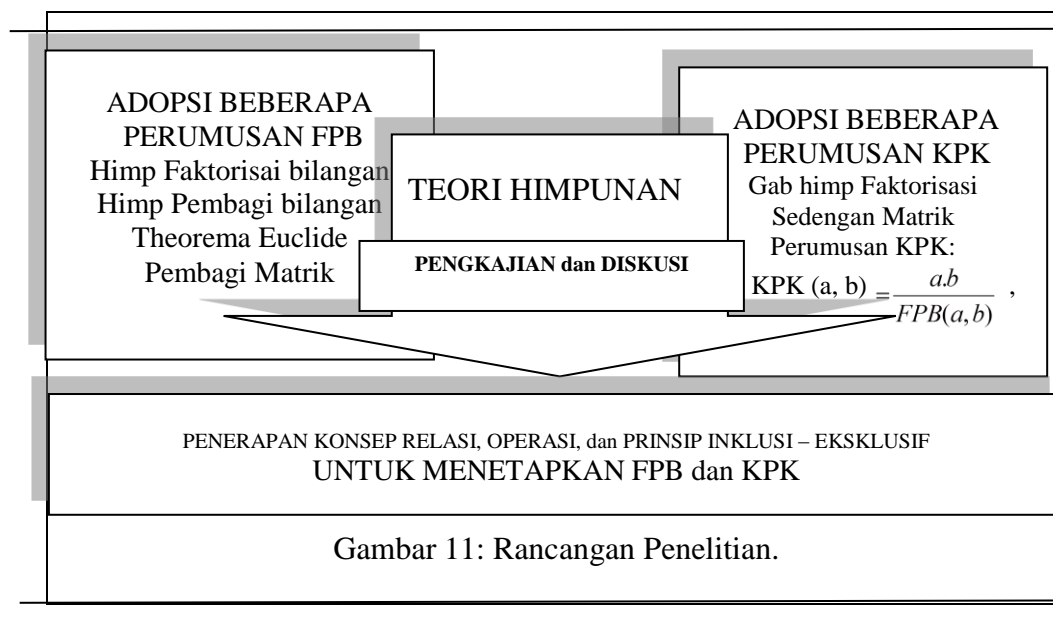 ADOPSI BEBERAPA
PERUMUSAN FPB
Himp Faktorisai bilangan
Himp Pembagi bilangan
Theorema Euclide
Pembagi Matrik
TEORI HIMPUNAN
PENGKAJIAN dan DISKUSI
ADOPSI BEBERAPA
PERUMUSAN KPK
Gab himp Faktorisasi
Sedengan Matrik
Perumusan KPK:
KPK (a, b) = a.b / FPB(a, b) ,
PENERAPAN KONSEP RELASI, OPERASI, dan PRINSIP INKLUSI – EKSKLUSIF
UNTUK MENETAPKAN FPB dan KPK
Gambar 11: Rancangan Penelitian.